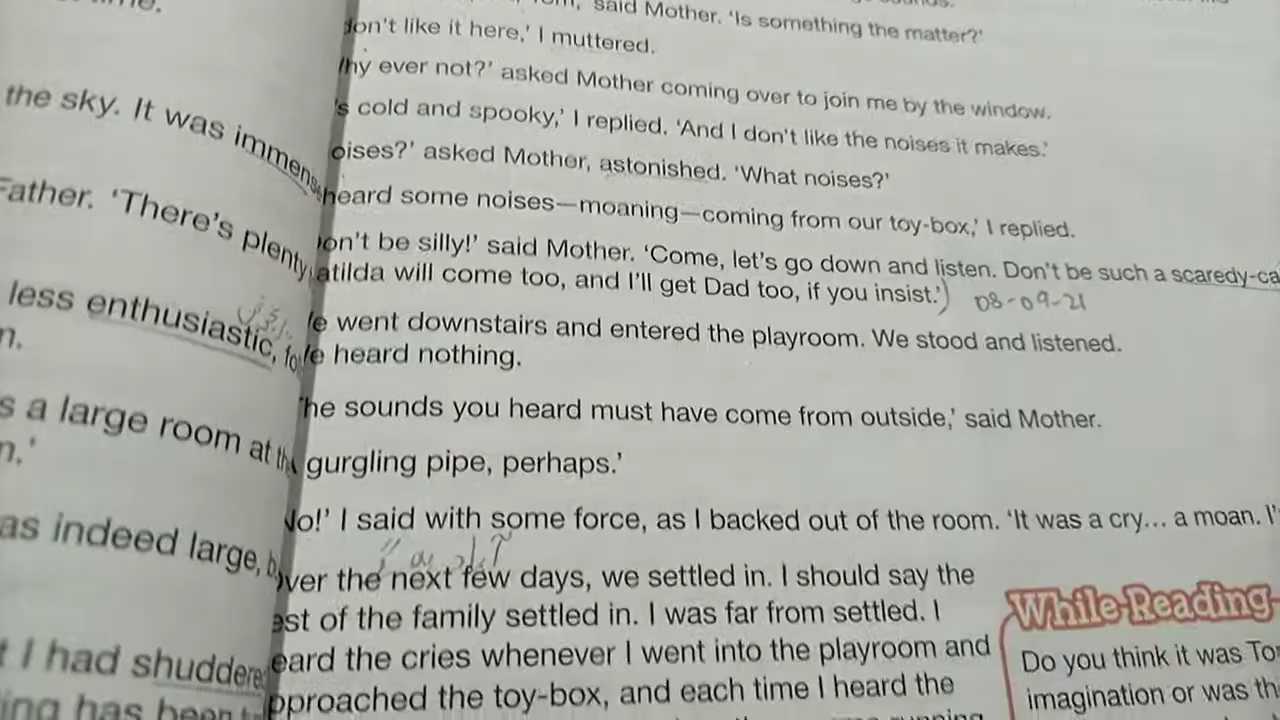 the sky. It was immens
Father. 'There's plenty
less enthusiastic,
n.
s a large room at
n.'
as indeed large,
t I had shuddere
ing has been
said Mother. 'Is something the matter?'
don't like it here,' I muttered.
hy ever not?' asked Mother coming over to join me by the window.
's cold and spooky,' I replied. 'And I don't like the noises it makes.'
oises?' asked Mother, astonished. 'What noises?'
heard some noises—moaning—coming from our toy-box,' I replied.
on't be silly!' said Mother. 'Come, let's go down and listen. Don't be such a scaredy-ca
atilda will come too, and I'll get Dad too, if you insist.') 08-09-21
e went downstairs and entered the playroom. We stood and listened.
e heard nothing.
he sounds you heard must have come from outside,' said Mother.
gurgling pipe, perhaps.'
No!' I said with some force, as I backed out of the room. 'It was a cry... a moan. I'
ver the next few days, we settled in. I should say the
est of the family settled in. I was far from settled. I
eard the cries whenever I went into the playroom and
pproached the toy-box, and each time I heard the
While-Reading
Do you think it was To
imagination or was th